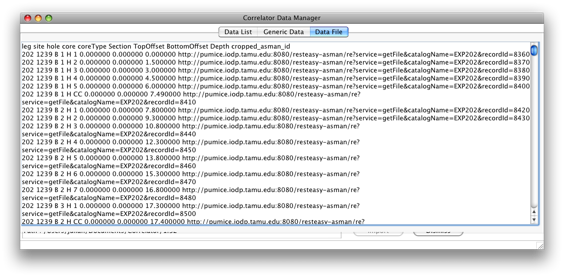 Correlator Data Manager
Data List Generic Data Data File
leg site hole core coreType Section TopOffset BottomOffset Depth cropped_asman_id
202 1239 B 1 H 1 0.000000 0.000000 0.000000 http://pumice.iodp.tamu.edu:8080/resteasy-asman/re?service=getFile&catalogName=EXP202&recordId=8360
202 1239 B 1 H 2 0.000000 0.000000 1.500000 http://pumice.iodp.tamu.edu:8080/resteasy-asman/re?service=getFile&catalogName=EXP202&recordId=8370
202 1239 B 1 H 3 0.000000 0.000000 3.000000 http://pumice.iodp.tamu.edu:8080/resteasy-asman/re?service=getFile&catalogName=EXP202&recordId=8380
202 1239 B 1 H 4 0.000000 0.000000 4.500000 http://pumice.iodp.tamu.edu:8080/resteasy-asman/re?service=getFile&catalogName=EXP202&recordId=8390
202 1239 B 1 H 5 0.000000 0.000000 6.000000 http://pumice.iodp.tamu.edu:8080/resteasy-asman/re?service=getFile&catalogName=EXP202&recordId=8400
202 1239 B 1 H CC 0.000000 0.000000 7.490000 http://pumice.iodp.tamu.edu:8080/resteasy-asman/re?
service=getFile&catalogName=EXP202&recordId=8410
202 1239 B 2 H 1 0.000000 0.000000 7.800000 http://pumice.iodp.tamu.edu:8080/resteasy-asman/re?service=getFile&catalogName=EXP202&recordId=8420
202 1239 B 2 H 2 0.000000 0.000000 9.300000 http://pumice.iodp.tamu.edu:8080/resteasy-asman/re?service=getFile&catalogName=EXP202&recordId=8430
202 1239 B 2 H 3 0.000000 0.000000 10.800000 http://pumice.iodp.tamu.edu:8080/resteasy-asman/re?
service=getFile&catalogName=EXP202&recordId=8440
202 1239 B 2 H 4 0.000000 0.000000 12.300000 http://pumice.iodp.tamu.edu:8080/resteasy-asman/re?
service=getFile&catalogName=EXP202&recordId=8450
202 1239 B 2 H 5 0.000000 0.000000 13.800000 http://pumice.iodp.tamu.edu:8080/resteasy-asman/re?
service=getFile&catalogName=EXP202&recordId=8460
202 1239 B 2 H 6 0.000000 0.000000 15.300000 http://pumice.iodp.tamu.edu:8080/resteasy-asman/re?
service=getFile&catalogName=EXP202&recordId=8470
202 1239 B 2 H 7 0.000000 0.000000 16.800000 http://pumice.iodp.tamu.edu:8080/resteasy-asman/re?
service=getFile&catalogName=EXP202&recordId=8480
202 1239 B 3 H 1 0.000000 0.000000 17.300000 http://pumice.iodp.tamu.edu:8080/resteasy-asman/re?
service=getFile&catalogName=EXP202&recordId=8500
202 1239 B 2 H CC 0.000000 0.000000 17.400000 http://pumice.iodp.tamu.edu:8080/resteasy-asman/re?